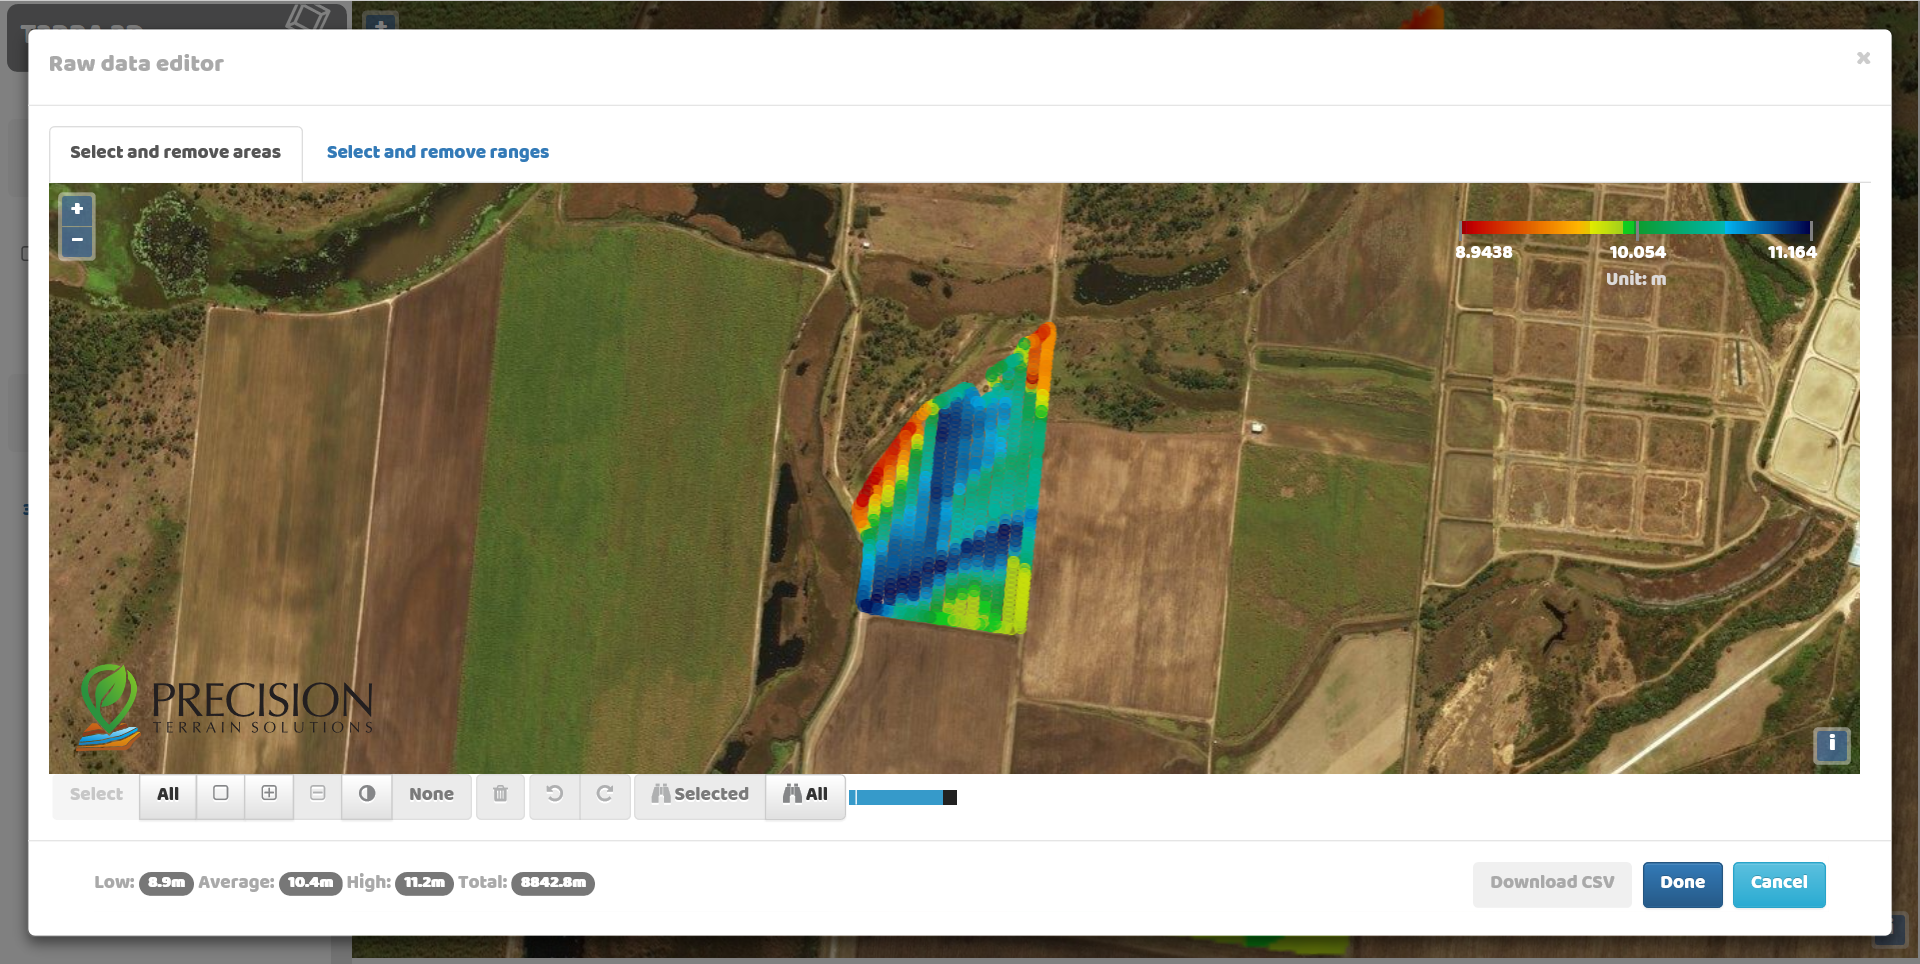 Raw data editor
×
Select and remove areas
Select and remove ranges
+
−
8.9438 10.054 11.164
Unit: m
PRECISION
TERRAIN SOLUTIONS
i
Select All None Selected All
Low: 8.9m Average: 10.4m High: 11.2m Total: 8842.8m
Download CSV Done Cancel